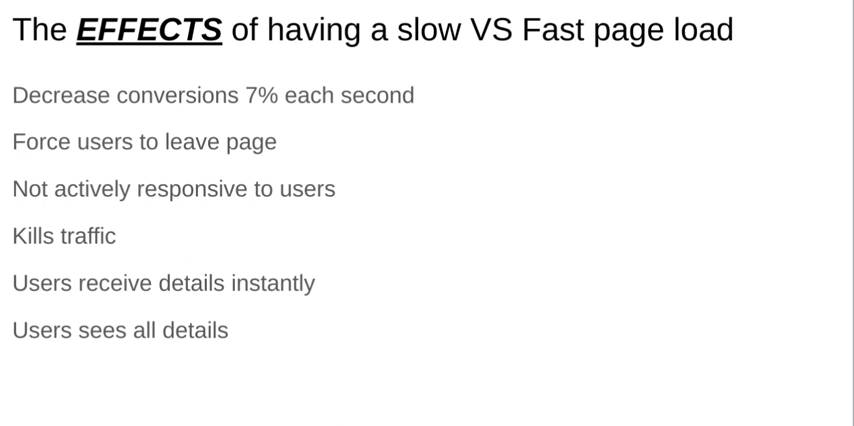 The EFFECTS of having a slow VS Fast page load
Decrease conversions 7% each second
Force users to leave page
Not actively responsive to users
Kills traffic
Users receive details instantly
Users sees all details